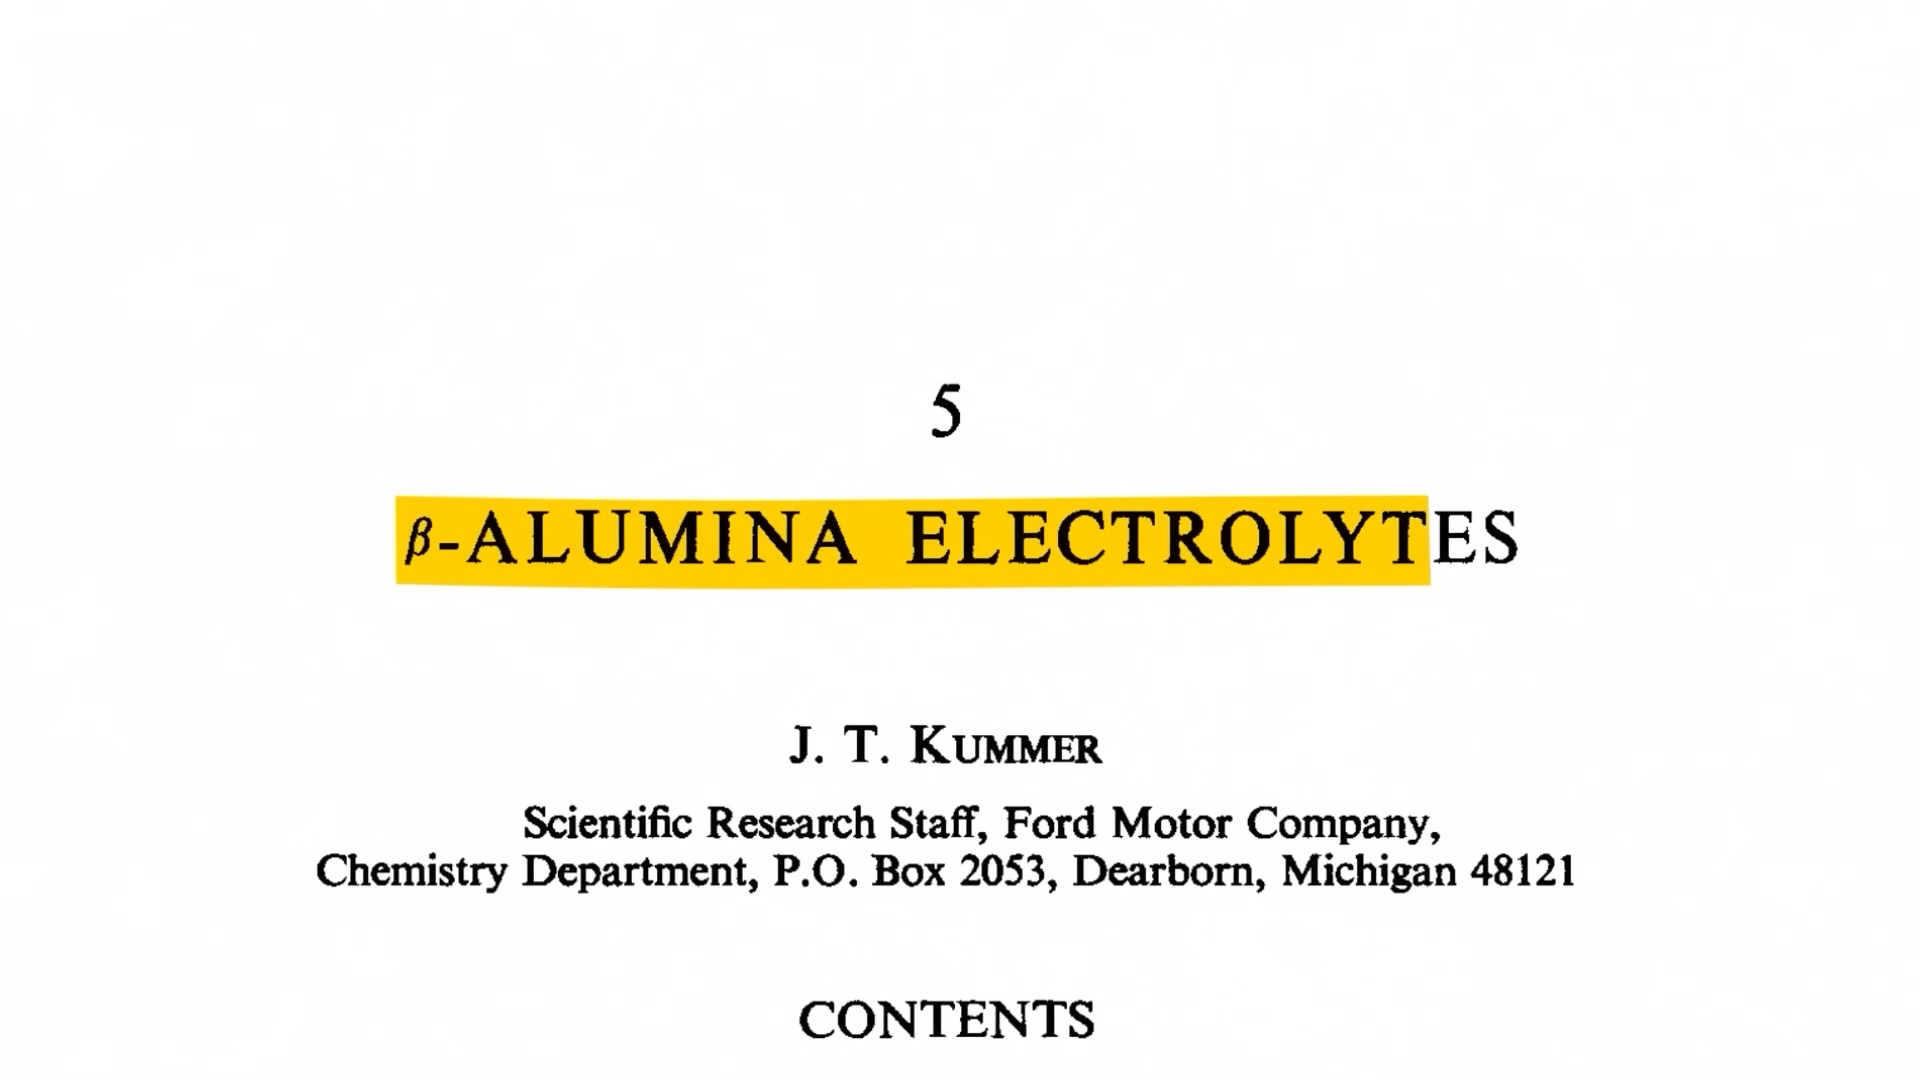 5
β-ALUMINA ELECTROLYTES
J. T. KUMMER
Scientific Research Staff, Ford Motor Company,
Chemistry Department, P.O. Box 2053, Dearborn, Michigan 48121
CONTENTS